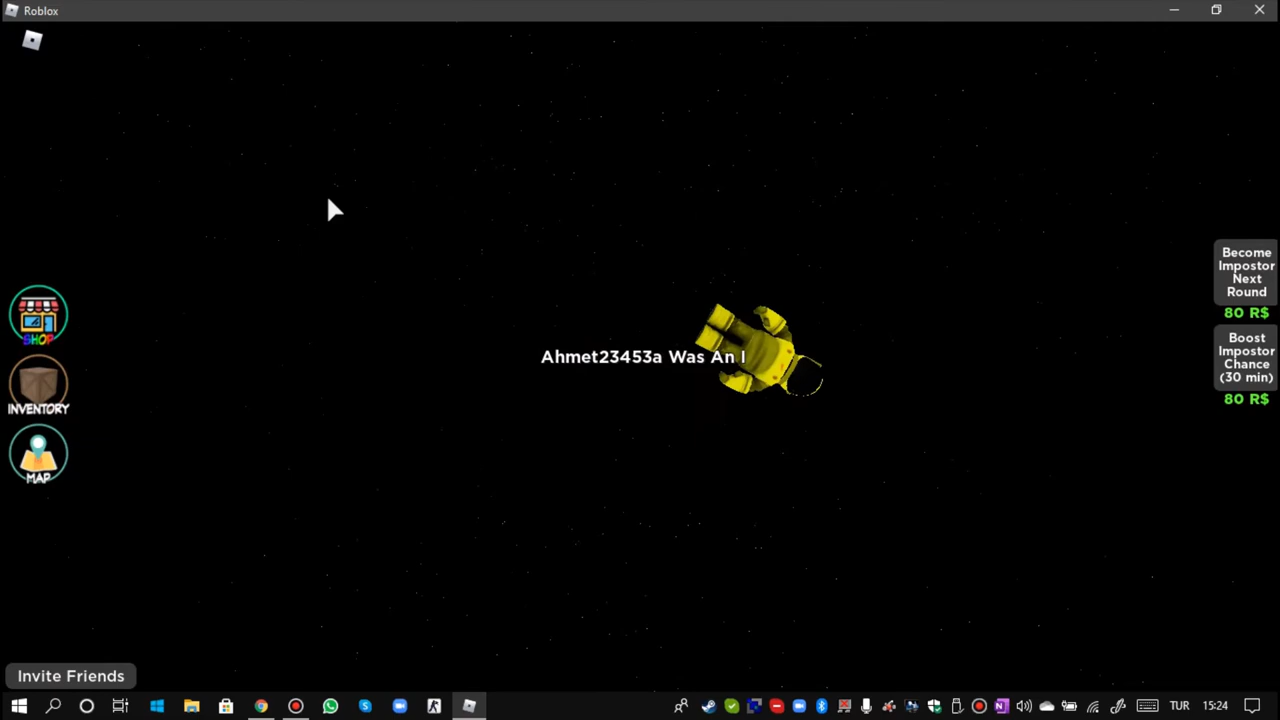 Roblox
SHOP
INVENTORY
MAP
Ahmet23453a Was An I
Become
Impostor
Next
Round
80 R$
Boost
Impostor
Chance
(30 min)
80 R$
Invite Friends
TUR
15:24